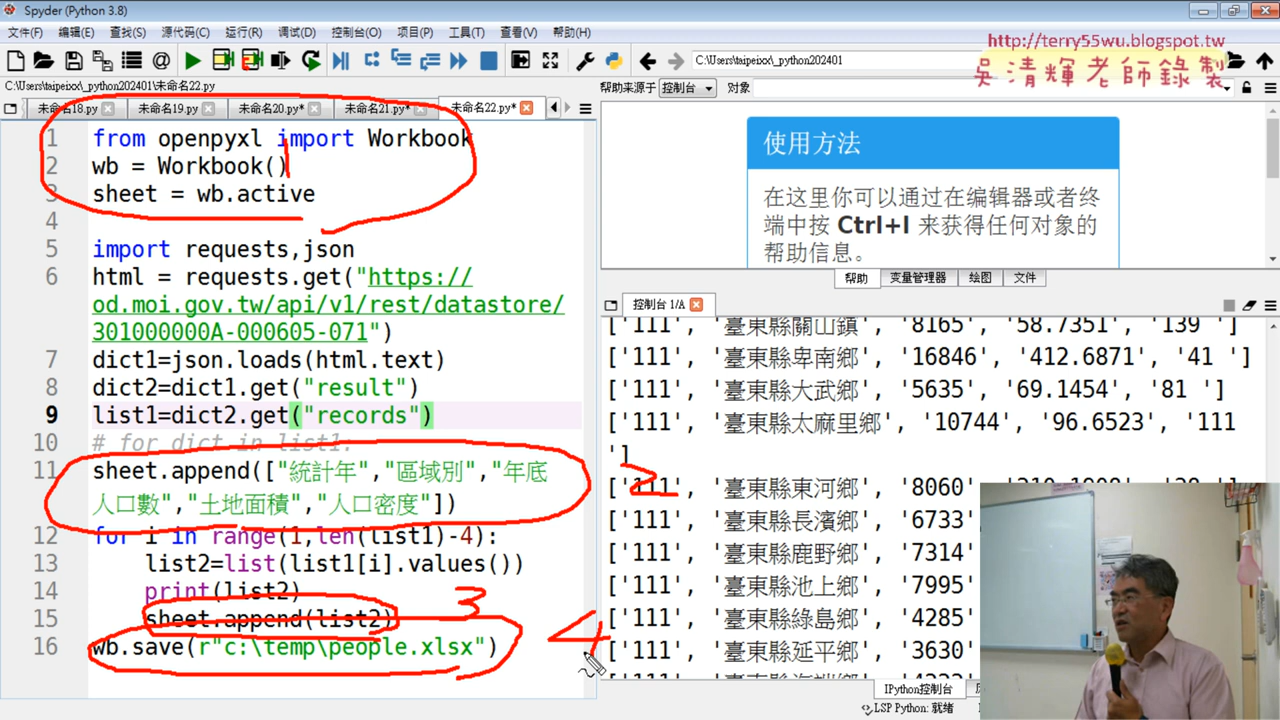 Spyder (Python 3.8)
文件(F) 编辑(E) 查找(S) 源代码(C) 运行(R) 调试(D) 控制台(O) 项目(P) 工具(T) 查看(V) 帮助(H)
http://terry55wu.blogspot.tw
吳清輝老師錄製
C:\Users\taipeixx\_python202401
C:\Users\taipeixx\_python202401\未命名22.py
帮助来源于 控制台 对象
未命名18.py 未命名19.py 未命名20.py* 未命名21.py* 未命名22.py*
1 from openpyxl import Workbook
2 wb = Workbook()
3 sheet = wb.active
4
5 import requests,json
6 html = requests.get("https://
od.moi.gov.tw/api/v1/rest/datastore/
301000000A-000605-071")
7 dict1=json.loads(html.text)
8 dict2=dict1.get("result")
9 list1=dict2.get("records")
10 # for dict in list1:
11 sheet.append(["統計年","區域別","年底
人口數","土地面積","人口密度"])
12 for i in range(1,len(list1)-4):
13 list2=list(list1[i].values())
14 print(list2)
15 sheet.append(list2)
16 wb.save(r"c:\temp\people.xlsx")
2
3
4
使用方法
在这里你可以通过在编辑器或者终
端中按 Ctrl+I 来获得任何对象的
帮助信息。
帮助 变量管理器 绘图 文件
控制台 1/A
['111', '臺東縣關山鎮', '8165', '58.7351', '139 ']
['111', '臺東縣卑南鄉', '16846', '412.6871', '41 ']
['111', '臺東縣大武鄉', '5635', '69.1454', '81 ']
['111', '臺東縣太麻里鄉', '10744', '96.6523', '111
']
['111', '臺東縣東河鄉', '8060',
['111', '臺東縣長濱鄉', '6733'
['111', '臺東縣鹿野鄉', '7314'
['111', '臺東縣池上鄉', '7995'
['111', '臺東縣綠島鄉', '4285'
['111', '臺東縣延平鄉', '3630'
IPython控制台
LSP Python: 就绪